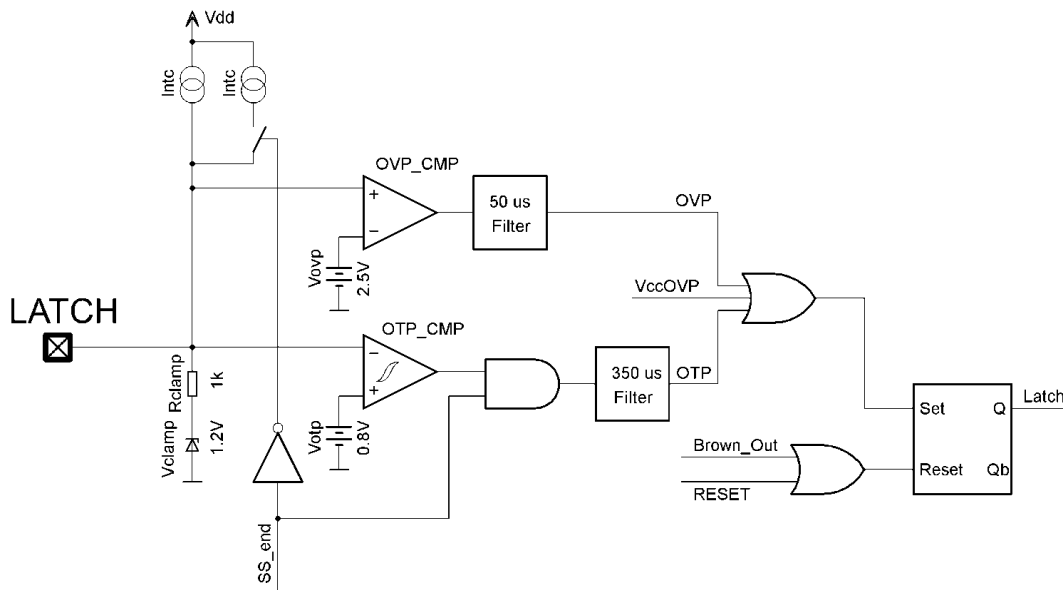 Vdd
Intc
Intc
OVP_CMP
+
−
50 us
Filter
OVP
Vovp
2.5V
VccOVP
LATCH
OTP_CMP
−
+
350 us
Filter
OTP
Rclamp
1k
Vclamp
1.2V
Votp
0.8V
Set
Q
Latch
Brown_Out
Reset
Qb
RESET
SS_end